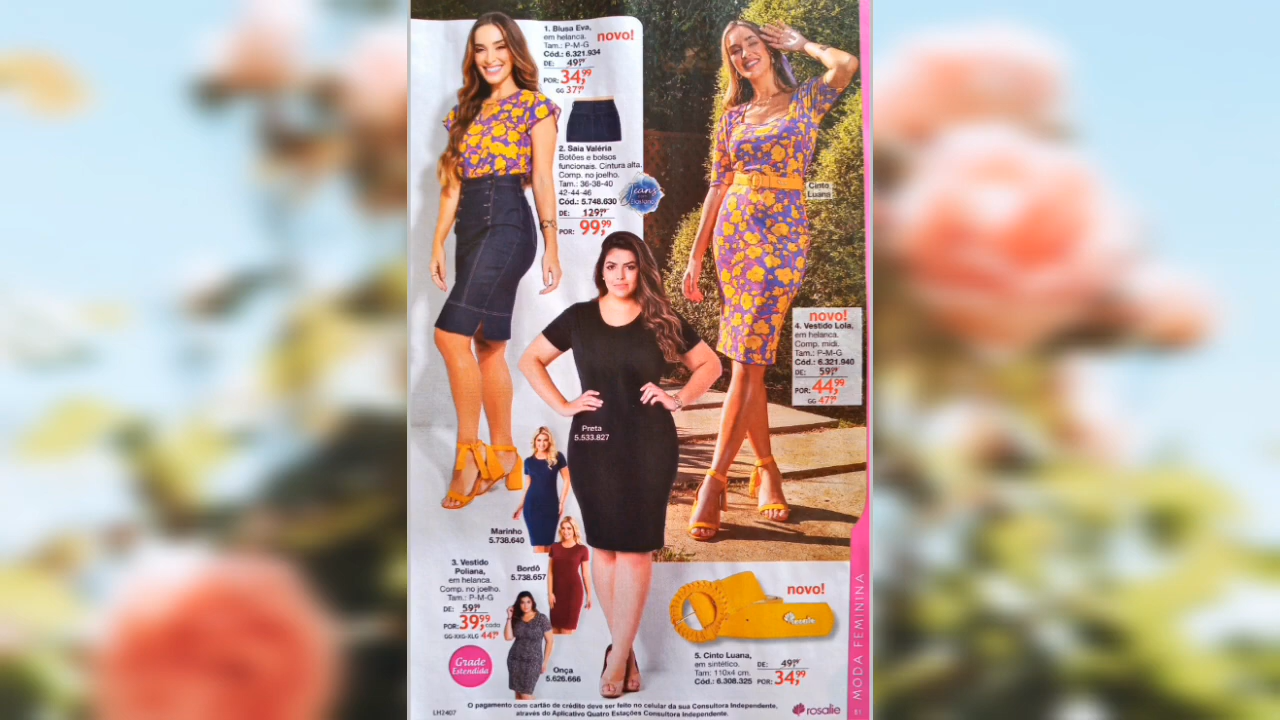 1. Blusa Eva,
em helanca. novo!
Tam.: P-M-G
Cód.: 6.321.934
DE: 49,99
POR: 34,99
GG 37,99
2. Saia Valéria
Botões e bolsos
funcionais. Cintura alta.
Comp. no joelho.
Tam.: 36-38-40
42-44-46
Cód.: 5.748.630
DE: 129,99
POR: 99,99
Jeans
Cinto
Luana
novo!
4. Vestido Lola,
em helanca.
Comp. midi.
Tam.: P-M-G
Cód.: 6.321.940
DE: 59,99
POR: 44,99
GG 47,99
Preta
5.533.827
Marinho
5.738.640
Bordô
5.738.657
3. Vestido
Poliana,
em helanca.
Comp. no joelho.
Tam.: P-M-G
DE: 59,99
POR: 39,99 cada
GG-XXG-XLG 44,99
Grade
Estendida
Onça
5.626.666
novo!
5. Cinto Luana,
em sintético.
Tam: 110x4 cm.
Cód.: 6.308.325
DE: 49,99
POR: 34,99
MODA FEMININA
81
O pagamento com cartão de crédito deve ser feito no celular da sua Consultora Independente,
através do Aplicativo Quatro Estações Consultora Independente.
LH2407
rosalie